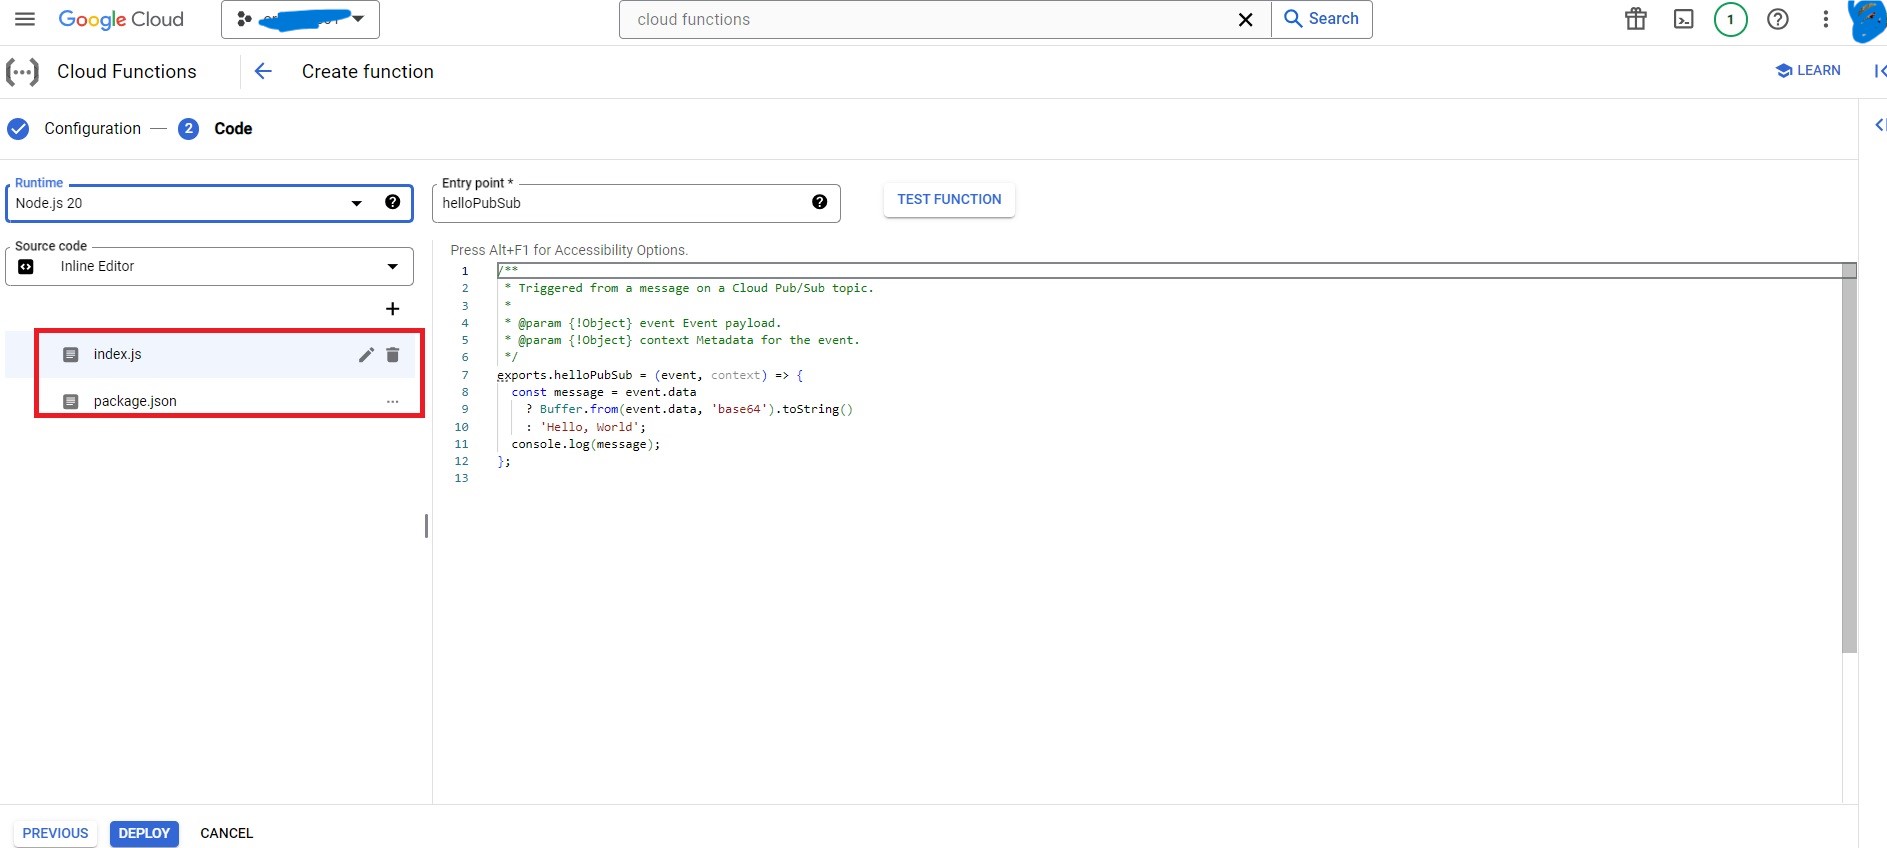 Google Cloud
cloud functions
Search
1
Cloud Functions
Create function
LEARN
Configuration
2
Code
Runtime
Node.js 20
Entry point *
helloPubSub
TEST FUNCTION
Source code
Inline Editor
index.js
package.json
Press Alt+F1 for Accessibility Options.
1 /**
2  * Triggered from a message on a Cloud Pub/Sub topic.
3  *
4  * @param {!Object} event Event payload.
5  * @param {!Object} context Metadata for the event.
6  */
7 exports.helloPubSub = (event, context) => {
8   const message = event.data
9     ? Buffer.from(event.data, 'base64').toString()
10     : 'Hello, World';
11   console.log(message);
12 };
13
PREVIOUS
DEPLOY
CANCEL